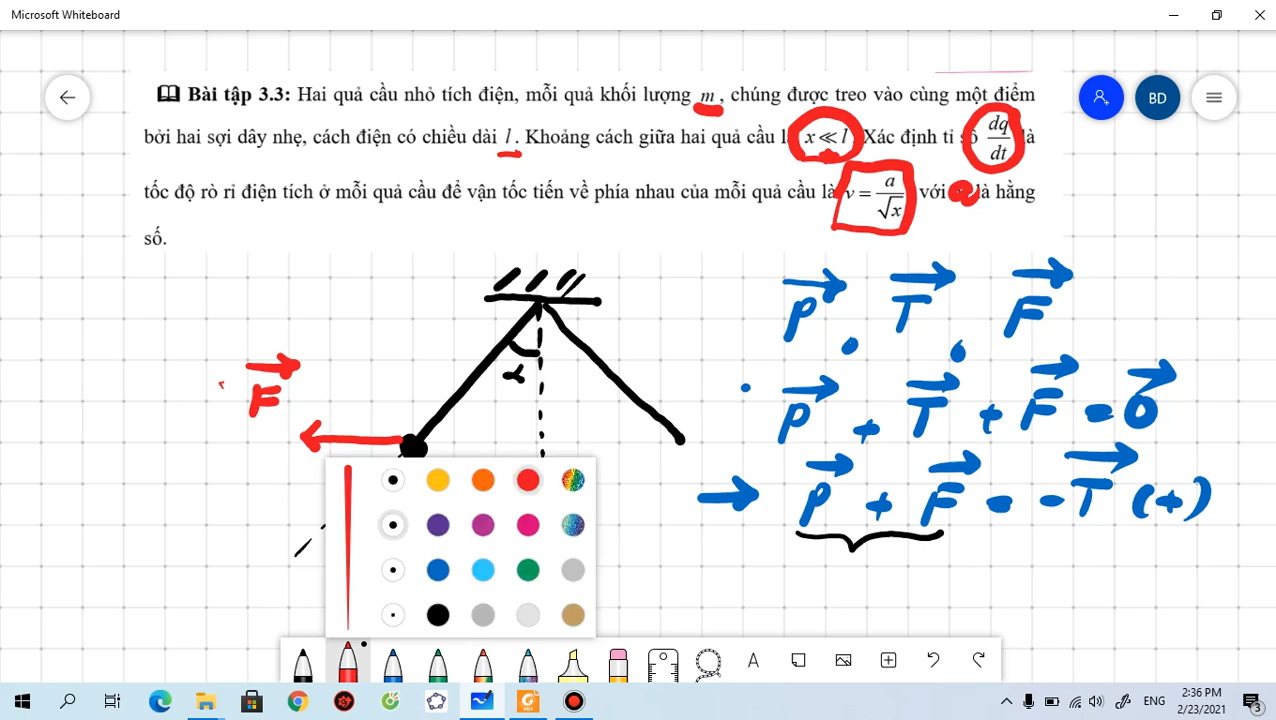 Microsoft Whiteboard
Bài tập 3.3: Hai quả cầu nhỏ tích điện, mỗi quả khối lượng m, chúng được treo vào cùng một điểm
bởi hai sợi dây nhẹ, cách điện có chiều dài l. Khoảng cách giữa hai quả cầu là x ≪ l. Xác định tỉ số dq/dt là
tốc độ rò rỉ điện tích ở mỗi quả cầu để vận tốc tiến về phía nhau của mỗi quả cầu là v = a/√x với a là hằng
số.
BD
P⃗ T⃗ F⃗
F⃗
α
P⃗ + T⃗ + F⃗ = 0⃗
→ P⃗ + F⃗ = -T⃗ (+)
A
ENG
2:36 PM
2/23/2021
3